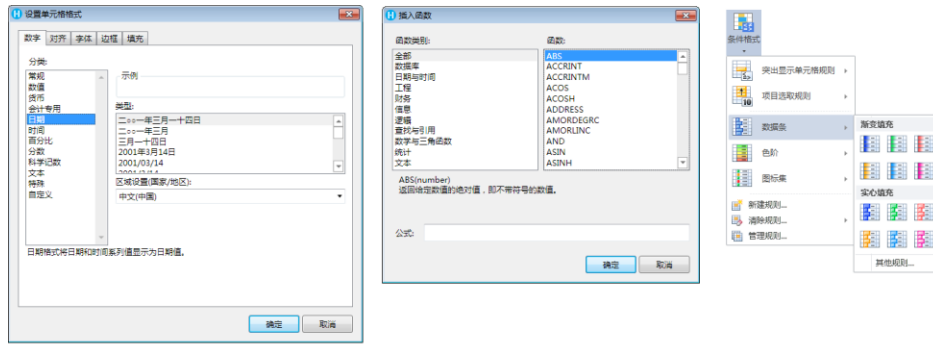 设置单元格格式
数字 对齐 字体 边框 填充
分类:
常规
数值
货币
会计专用
日期
时间
百分比
分数
科学记数
文本
特殊
自定义
示例
类型:
二○○一年三月一十四日
二○○一年三月
三月一十四日
2001年3月14日
2001/03/14
区域设置(国家/地区):
中文(中国)
日期格式将日期和时间系列值显示为日期值。
确定 取消
插入函数
函数类别:
全部
数据库
日期与时间
工程
财务
信息
逻辑
查找与引用
数学与三角函数
统计
文本
函数:
ABS
ACCRINT
ACCRINTM
ACOS
ACOSH
ADDRESS
AMORDEGRC
AMORLINC
AND
ASIN
ASINH
ABS(number)
返回给定数值的绝对值，即不带符号的数值。
公式:
确定 取消
条件格式
突出显示单元格规则
项目选取规则
数据条
色阶
图标集
新建规则...
清除规则...
管理规则...
渐变填充
实心填充
其他规则...